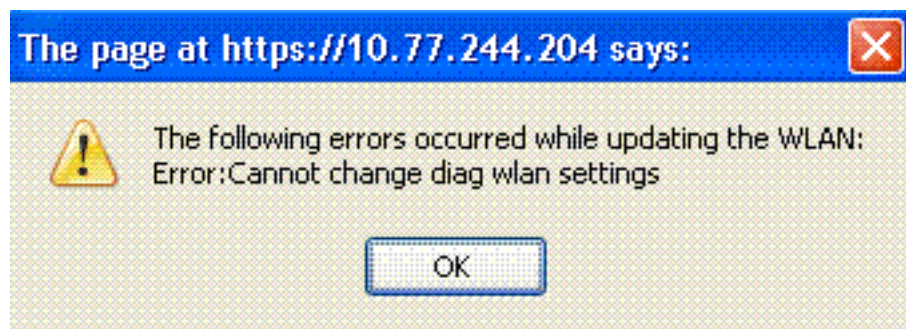 The page at https://10.77.244.204 says:
The following errors occurred while updating the WLAN:
Error:Cannot change diag wlan settings
OK